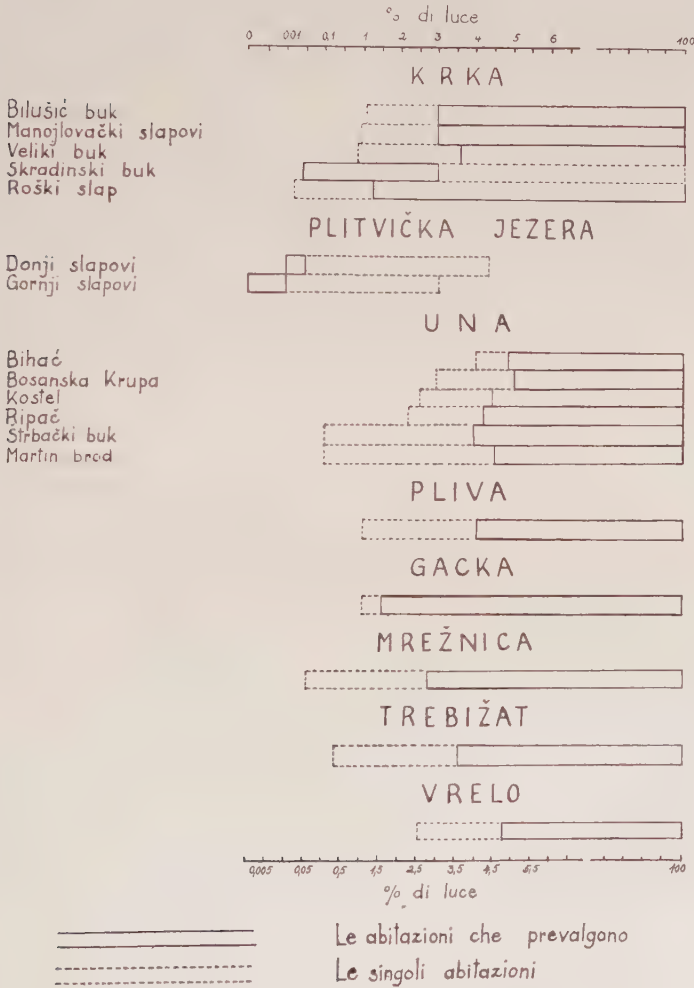 % di luce
0 001 0,1 1 2 3 4 5 6 100
KRKA
Bilušić buk
Manojlovački slapovi
Veliki buk
Skradinski buk
Roški slap
PLITVIČKA JEZERA
Donji slapovi
Gornji slapovi
UNA
Bihać
Bosanska Krupa
Kostel
Ripač
Štrbački buk
Martin brod
PLIVA
GACKA
MREŽNICA
TREBIŽAT
VRELO
0,005 0,05 0,5 1,5 2,5 3,5 4,5 5,5 100
% di luce
Le abitazioni che prevalgono
Le singoli abitazioni